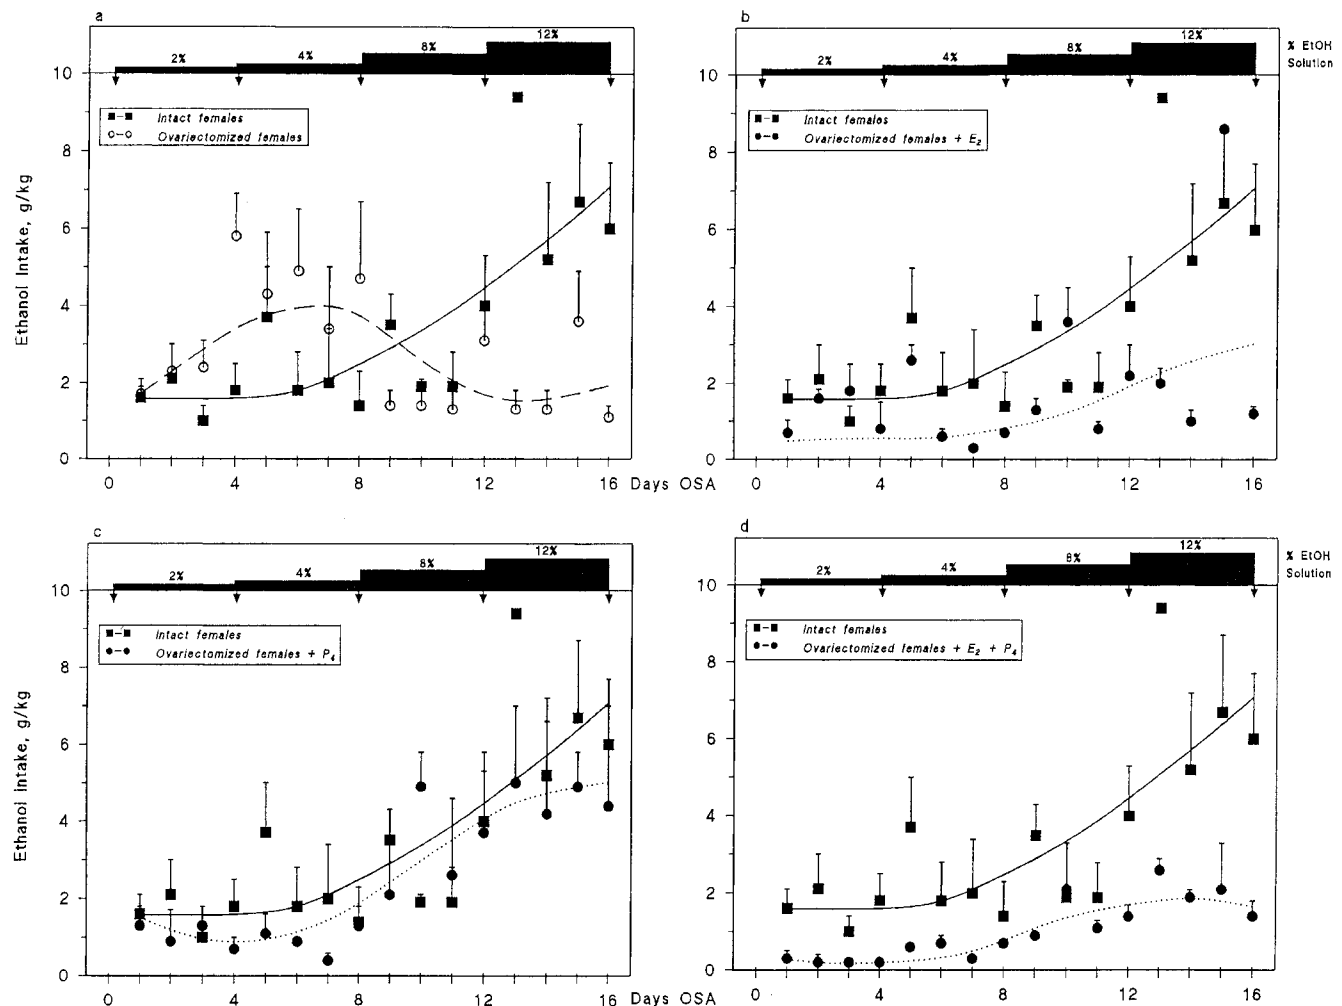 a
2% 4% 8% 12%
10
8
6
4
2
0
■-■ Intact females
○-○ Ovariectomized females
Ethanol Intake, g/kg
0 4 8 12 16
Days OSA
b
2% 4% 8% 12%
% EtOH
Solution
10
8
6
4
2
0
■-■ Intact females
●-● Ovariectomized females + E₂
0 4 8 12 16
c
2% 4% 8% 12%
10
8
6
4
2
0
■-■ Intact females
●-● Ovariectomized females + P₄
Ethanol intake, g/kg
0 4 8 12 16
Days OSA
d
2% 4% 8% 12%
% EtOH
Solution
10
8
6
4
2
0
■-■ Intact females
●-● Ovariectomized females + E₂ + P₄
0 4 8 12 16